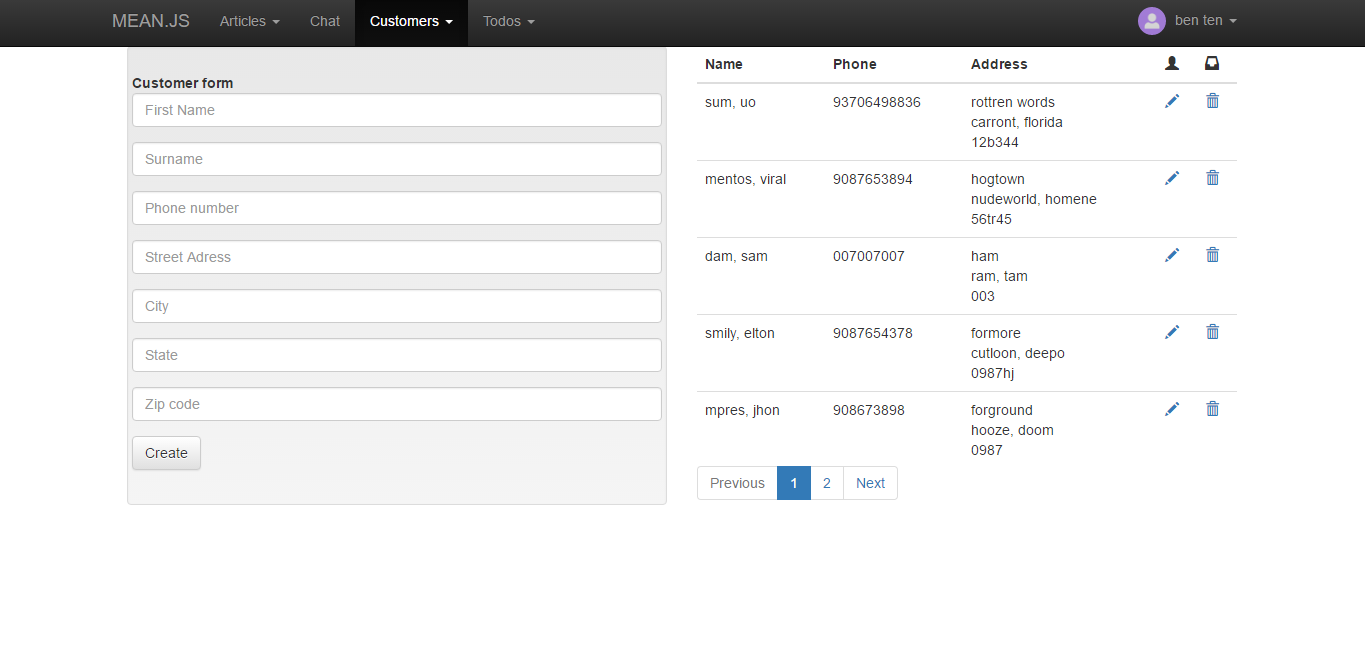 MEAN.JS Articles Chat Customers Todos ben ten
Customer form
First Name
Surname
Phone number
Street Adress
City
State
Zip code
Create
Name Phone Address
sum, uo 93706498836 rottren words
carront, florida
12b344
mentos, viral 9087653894 hogtown
nudeworld, homene
56tr45
dam, sam 007007007 ham
ram, tam
003
smily, elton 9087654378 formore
cutloon, deepo
0987hj
mpres, jhon 908673898 forground
hooze, doom
0987
Previous 1 2 Next